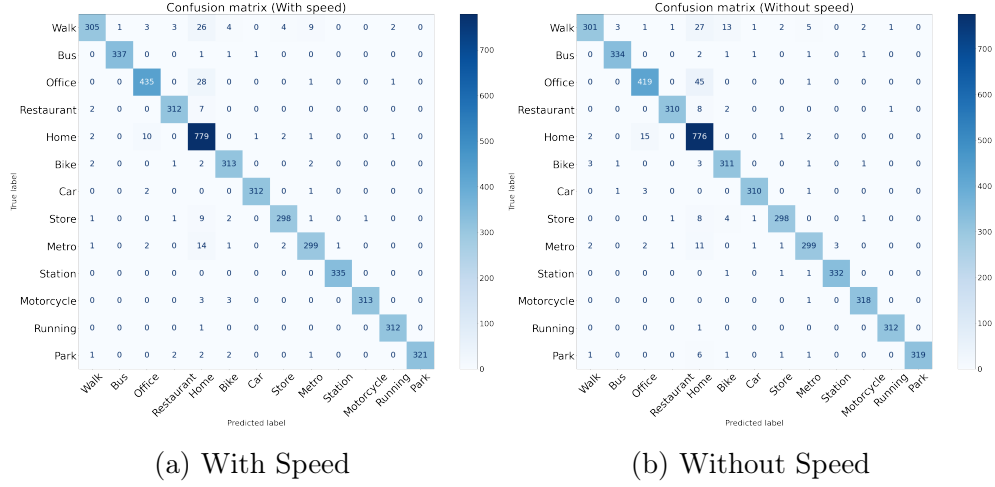 Confusion matrix (With speed)
Walk 305 1 3 3 26 4 0 4 9 0 0 2 0
Bus 0 337 0 0 1 1 0 1 0 0 0 0 0
Office 0 0 435 0 28 0 0 0 1 0 0 1 0
Restaurant 2 0 0 312 7 0 0 0 0 0 0 0 0
Home 2 0 10 0 779 0 1 0 2 0 0 1 0
Bike 2 0 0 1 2 313 0 0 2 0 0 0 0
Car 0 0 2 0 0 0 312 0 1 0 0 0 0
Store 1 0 0 1 9 2 0 298 1 0 1 0 0
Metro 1 0 2 0 14 1 0 2 299 1 0 0 0
Station 0 0 0 0 0 0 0 0 0 335 0 0 0
Motorcycle 0 0 0 0 3 3 0 0 0 0 313 0 0
Running 0 0 0 0 1 0 0 0 0 0 0 312 0
Park 1 0 0 2 2 2 0 0 1 0 0 0 321
True label
Walk Bus Office Restaurant Home Bike Car Store Metro Station Motorcycle Running Park
Predicted label
700
600
500
400
300
200
100
0
(a) With Speed
Confusion matrix (Without speed)
Walk 301 3 1 1 27 13 1 2 5 0 2 1 0
Bus 0 334 0 0 2 1 1 0 1 0 0 0 0
Office 0 0 419 0 45 0 0 0 1 0 0 0 0
Restaurant 0 0 0 310 8 2 0 0 0 0 0 1 0
Home 2 0 15 0 776 0 0 1 2 0 0 0 0
Bike 3 1 0 0 3 311 0 0 1 0 1 0 0
Car 0 1 3 0 0 0 310 0 1 0 0 0 0
Store 0 0 0 1 8 4 1 298 1 0 0 0 0
Metro 2 0 2 1 11 1 0 1 299 3 0 0 0
Station 0 0 0 0 0 1 0 1 1 332 0 0 0
Motorcycle 0 0 0 0 0 0 0 0 1 0 318 0 0
Running 0 0 0 0 1 0 0 0 0 0 0 312 0
Park 1 0 0 0 6 1 0 1 1 0 0 0 319
True label
Walk Bus Office Restaurant Home Bike Car Store Metro Station Motorcycle Running Park
Predicted label
700
600
500
400
300
200
100
0
(b) Without Speed